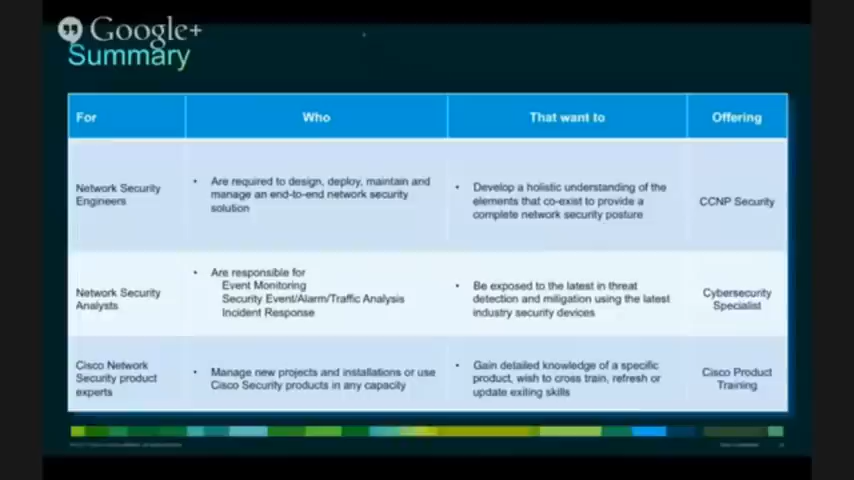 Google+
Summary
For
Who
That want to
Offering
Network Security
Engineers
• Are required to design, deploy, maintain and
manage an end-to-end network security
solution
• Develop a holistic understanding of the
elements that co-exist to provide a
complete network security posture
CCNP Security
Network Security
Analysts
• Are responsible for
Event Monitoring
Security Event/Alarm/Traffic Analysis
Incident Response
• Be exposed to the latest in threat
detection and mitigation using the latest
industry security devices
Cybersecurity
Specialist
Cisco Network
Security product
experts
• Manage new projects and installations or use
Cisco Security products in any capacity
• Gain detailed knowledge of a specific
product, wish to cross train, refresh or
update exiting skills
Cisco Product
Training